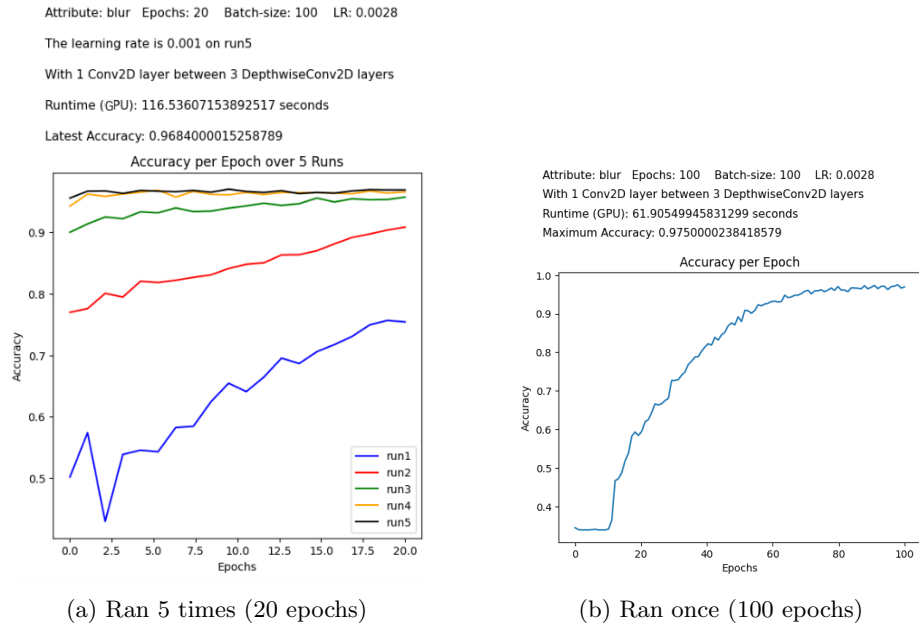 Attribute: blur Epochs: 20 Batch-size: 100 LR: 0.0028
The learning rate is 0.001 on run5
With 1 Conv2D layer between 3 DepthwiseConv2D layers
Runtime (GPU): 116.53607153892517 seconds
Latest Accuracy: 0.9684000015258789
Accuracy per Epoch over 5 Runs
Accuracy
0.9
0.8
0.7
0.6
0.5
run1
run2
run3
run4
run5
0.0 2.5 5.0 7.5 10.0 12.5 15.0 17.5 20.0
Epochs
(a) Ran 5 times (20 epochs)
Attribute: blur Epochs: 100 Batch-size: 100 LR: 0.0028
With 1 Conv2D layer between 3 DepthwiseConv2D layers
Runtime (GPU): 61.90549945831299 seconds
Maximum Accuracy: 0.9750000238418579
Accuracy per Epoch
Accuracy
1.0
0.9
0.8
0.7
0.6
0.5
0.4
0 20 40 60 80 100
Epochs
(b) Ran once (100 epochs)